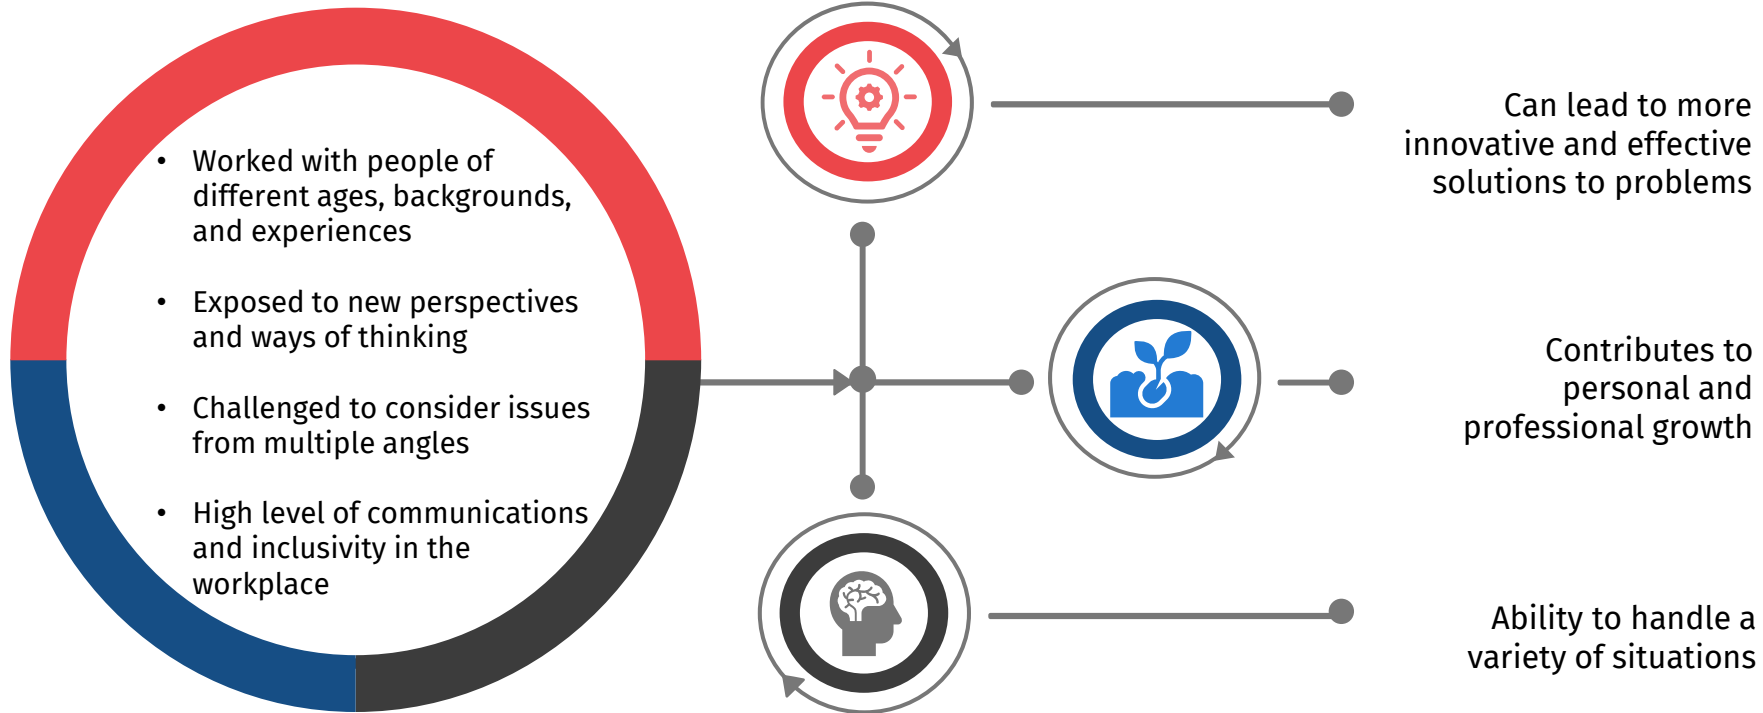 • Worked with people of
different ages, backgrounds,
and experiences
• Exposed to new perspectives
and ways of thinking
• Challenged to consider issues
from multiple angles
• High level of communications
and inclusivity in the
workplace
Can lead to more
innovative and effective
solutions to problems
Contributes to
personal and
professional growth
Ability to handle a
variety of situations